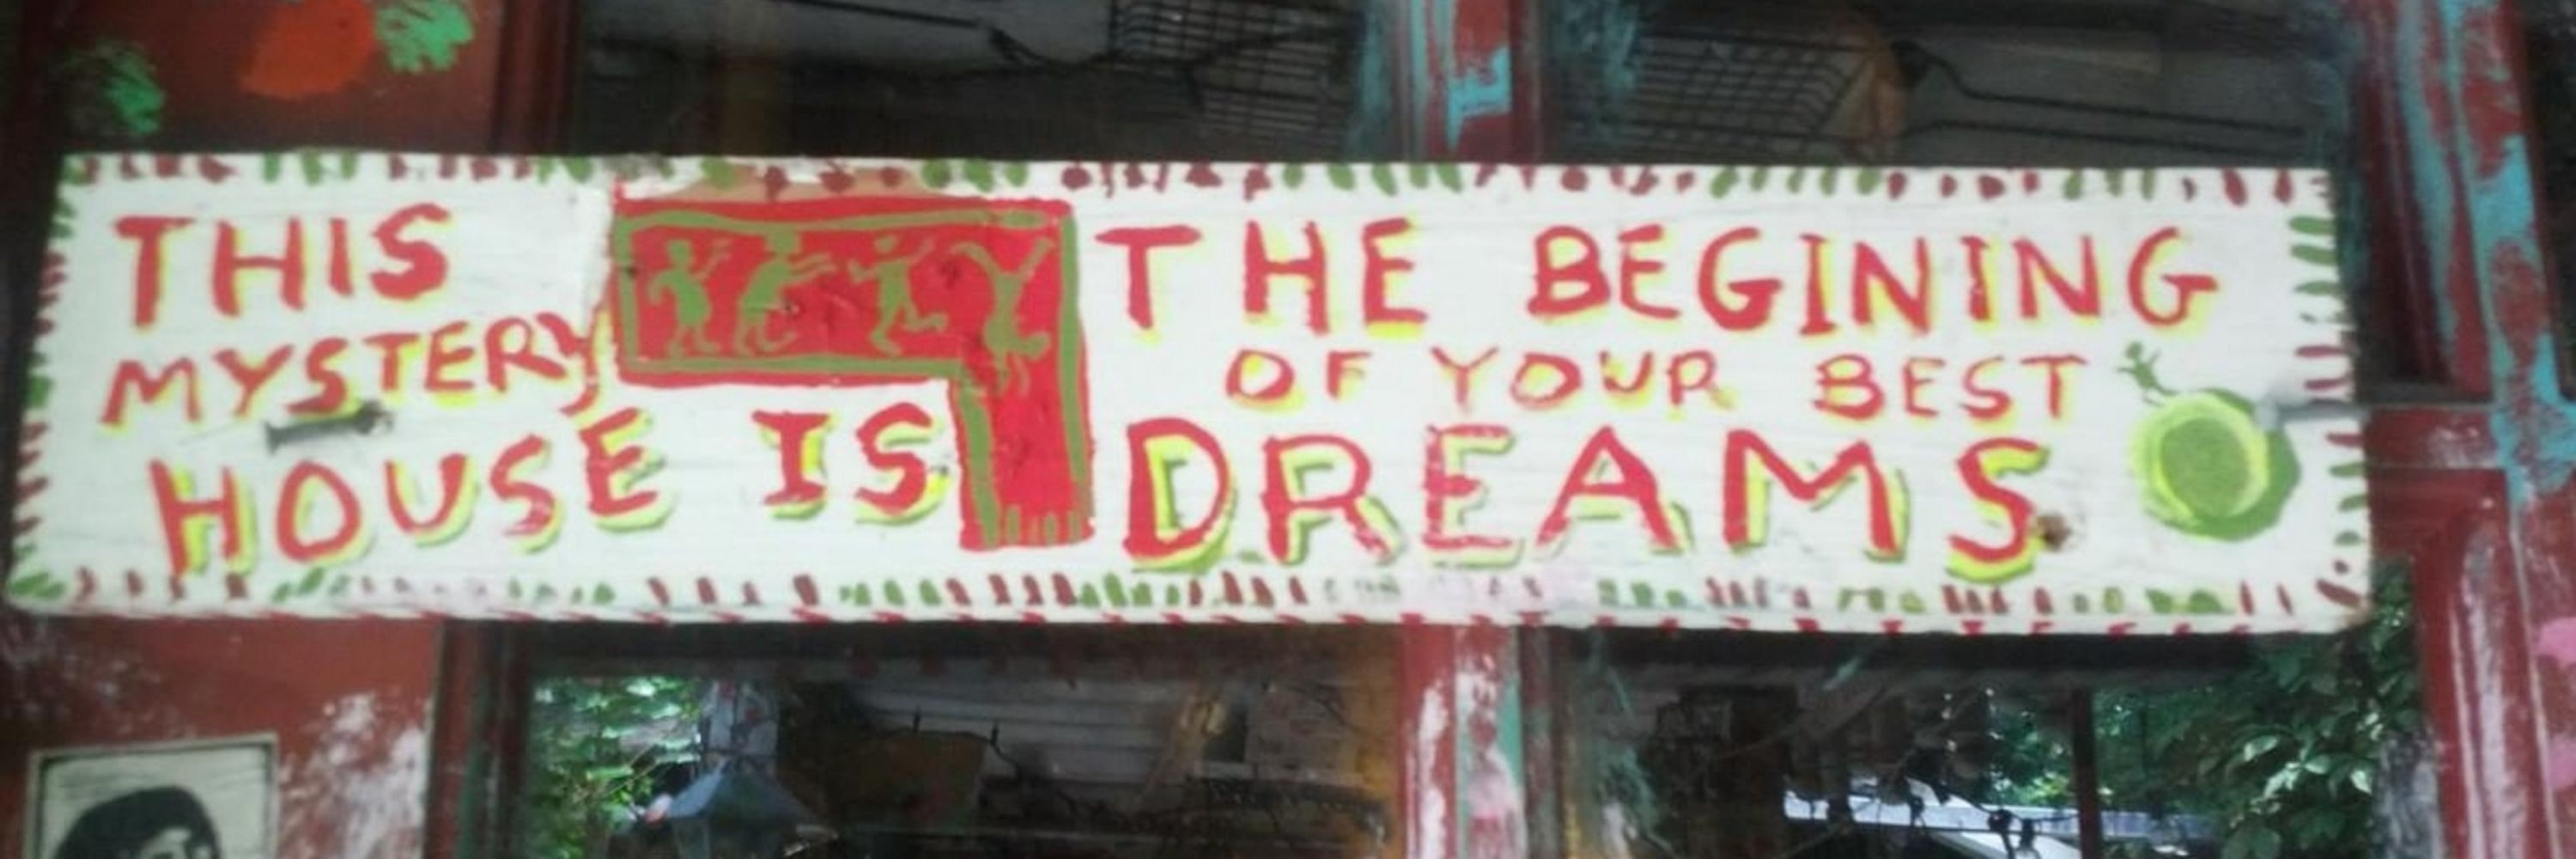 THIS
MYSTERY
HOUSE IS
THE BEGINING
OF YOUR BEST
DREAMS